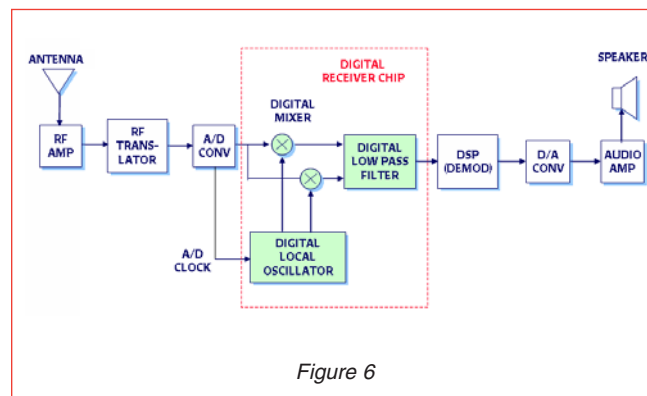 ANTENNA
SPEAKER
DIGITAL
RECEIVER CHIP
DIGITAL
MIXER
RF
AMP
RF
TRANS-
LATOR
A/D
CONV
DIGITAL
LOW PASS
FILTER
DSP
(DEMOD)
D/A
CONV
AUDIO
AMP
A/D
CLOCK
DIGITAL
LOCAL
OSCILLATOR
Figure 6